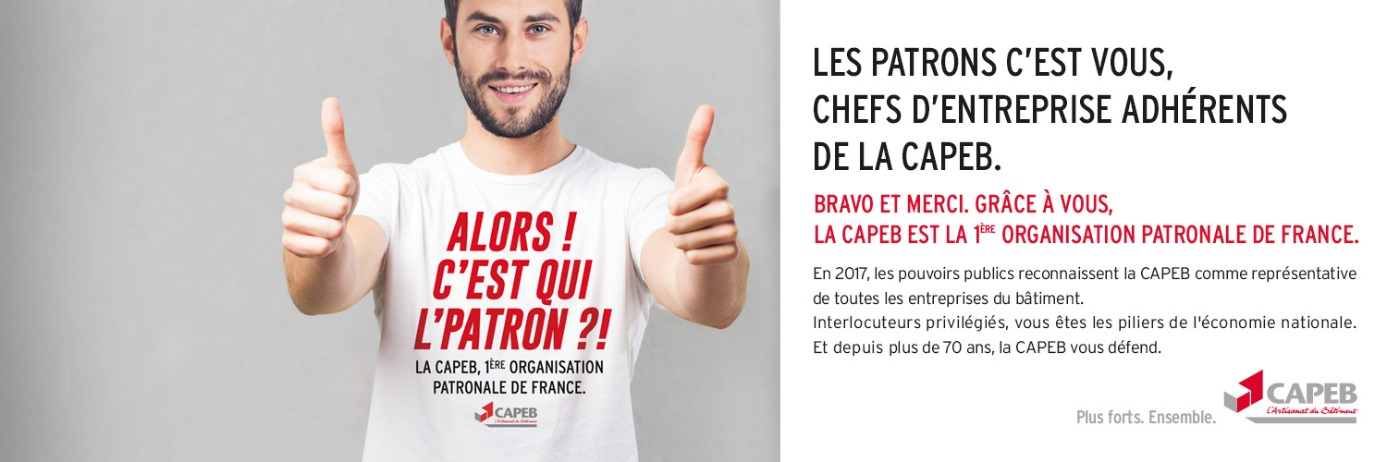 ALORS !
C'EST QUI
L'PATRON ?!
LA CAPEB, 1ÈRE ORGANISATION
PATRONALE DE FRANCE.
CAPEB
L'Artisanat du Bâtiment
LES PATRONS C'EST VOUS,
CHEFS D'ENTREPRISE ADHÉRENTS
DE LA CAPEB.
BRAVO ET MERCI. GRÂCE À VOUS,
LA CAPEB EST LA 1ÈRE ORGANISATION PATRONALE DE FRANCE.
En 2017, les pouvoirs publics reconnaissent la CAPEB comme représentative
de toutes les entreprises du bâtiment.
Interlocuteurs privilégiés, vous êtes les piliers de l'économie nationale.
Et depuis plus de 70 ans, la CAPEB vous défend.
Plus forts. Ensemble.
CAPEB
L'Artisanat du Bâtiment